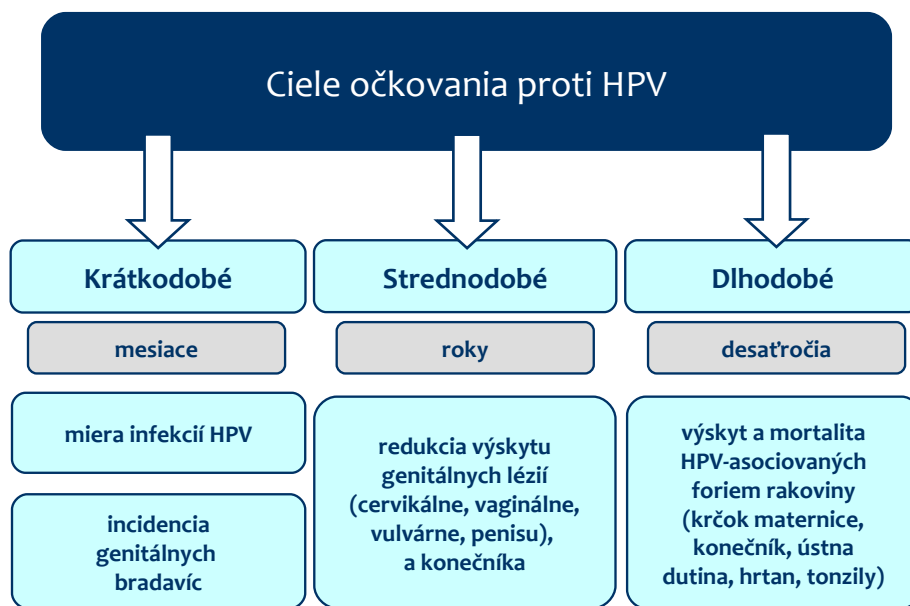 Ciele očkovania proti HPV
Krátkodobé
mesiace
miera infekcií HPV
incidencia
genitálnych
bradavíc
Strednodobé
roky
redukcia výskytu
genitálnych lézií
(cervikálne, vaginálne,
vulvárne, penisu),
a konečníka
Dlhodobé
desaťročia
výskyt a mortalita
HPV-asociovaných
foriem rakoviny
(krčok maternice,
konečník, ústna
dutina, hrtan, tonzily)